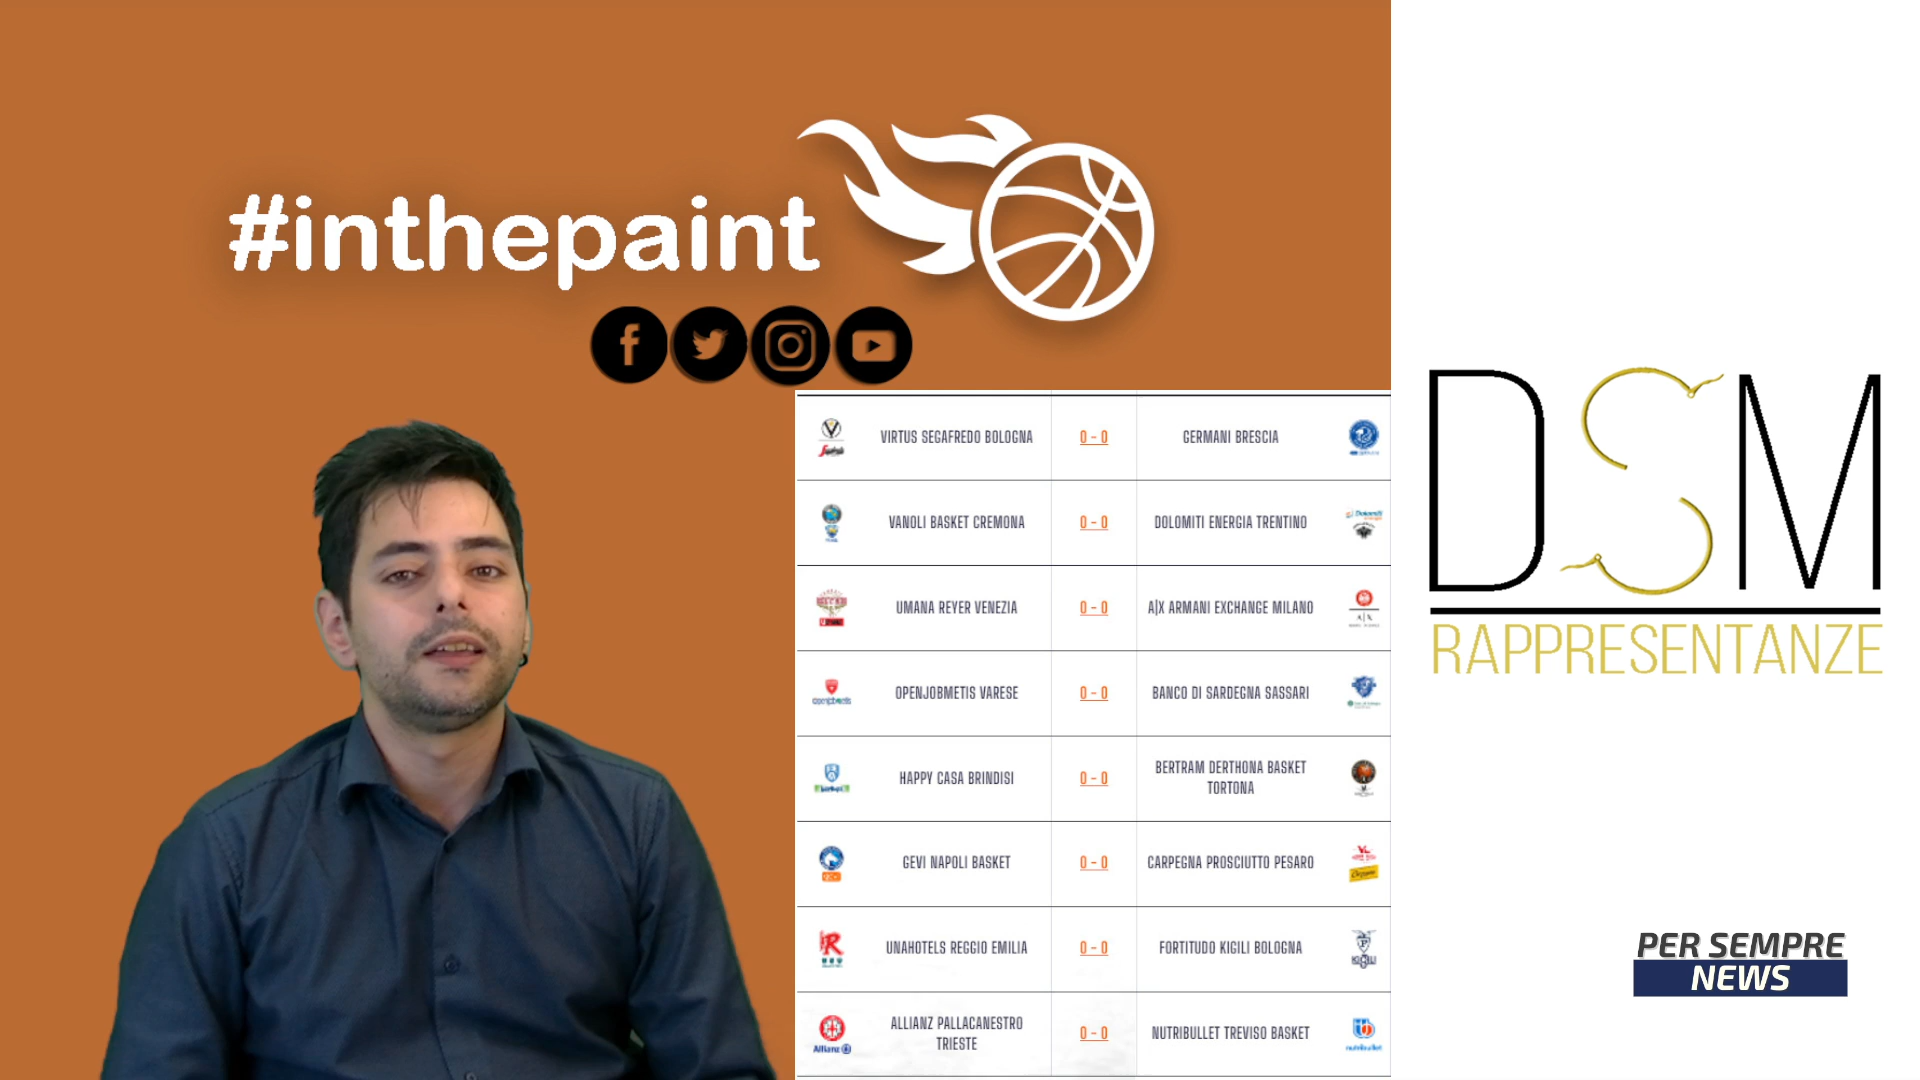 #inthepaint
VIRTUS SEGAFREDO BOLOGNA 0 - 0 GERMANI BRESCIA
VANOLI BASKET CREMONA 0 - 0 DOLOMITI ENERGIA TRENTINO
UMANA REYER VENEZIA 0 - 0 A|X ARMANI EXCHANGE MILANO
OPENJOBMETIS VARESE 0 - 0 BANCO DI SARDEGNA SASSARI
HAPPY CASA BRINDISI 0 - 0 BERTRAM DERTHONA BASKET
TORTONA
GEVI NAPOLI BASKET 0 - 0 CARPEGNA PROSCIUTTO PESARO
UNAHOTELS REGGIO EMILIA 0 - 0 FORTITUDO KIGILI BOLOGNA
ALLIANZ PALLACANESTRO
TRIESTE 0 - 0 NUTRIBULLET TREVISO BASKET
Allianz
nutribullet
DSM
RAPPRESENTANZE
PER SEMPRE
NEWS